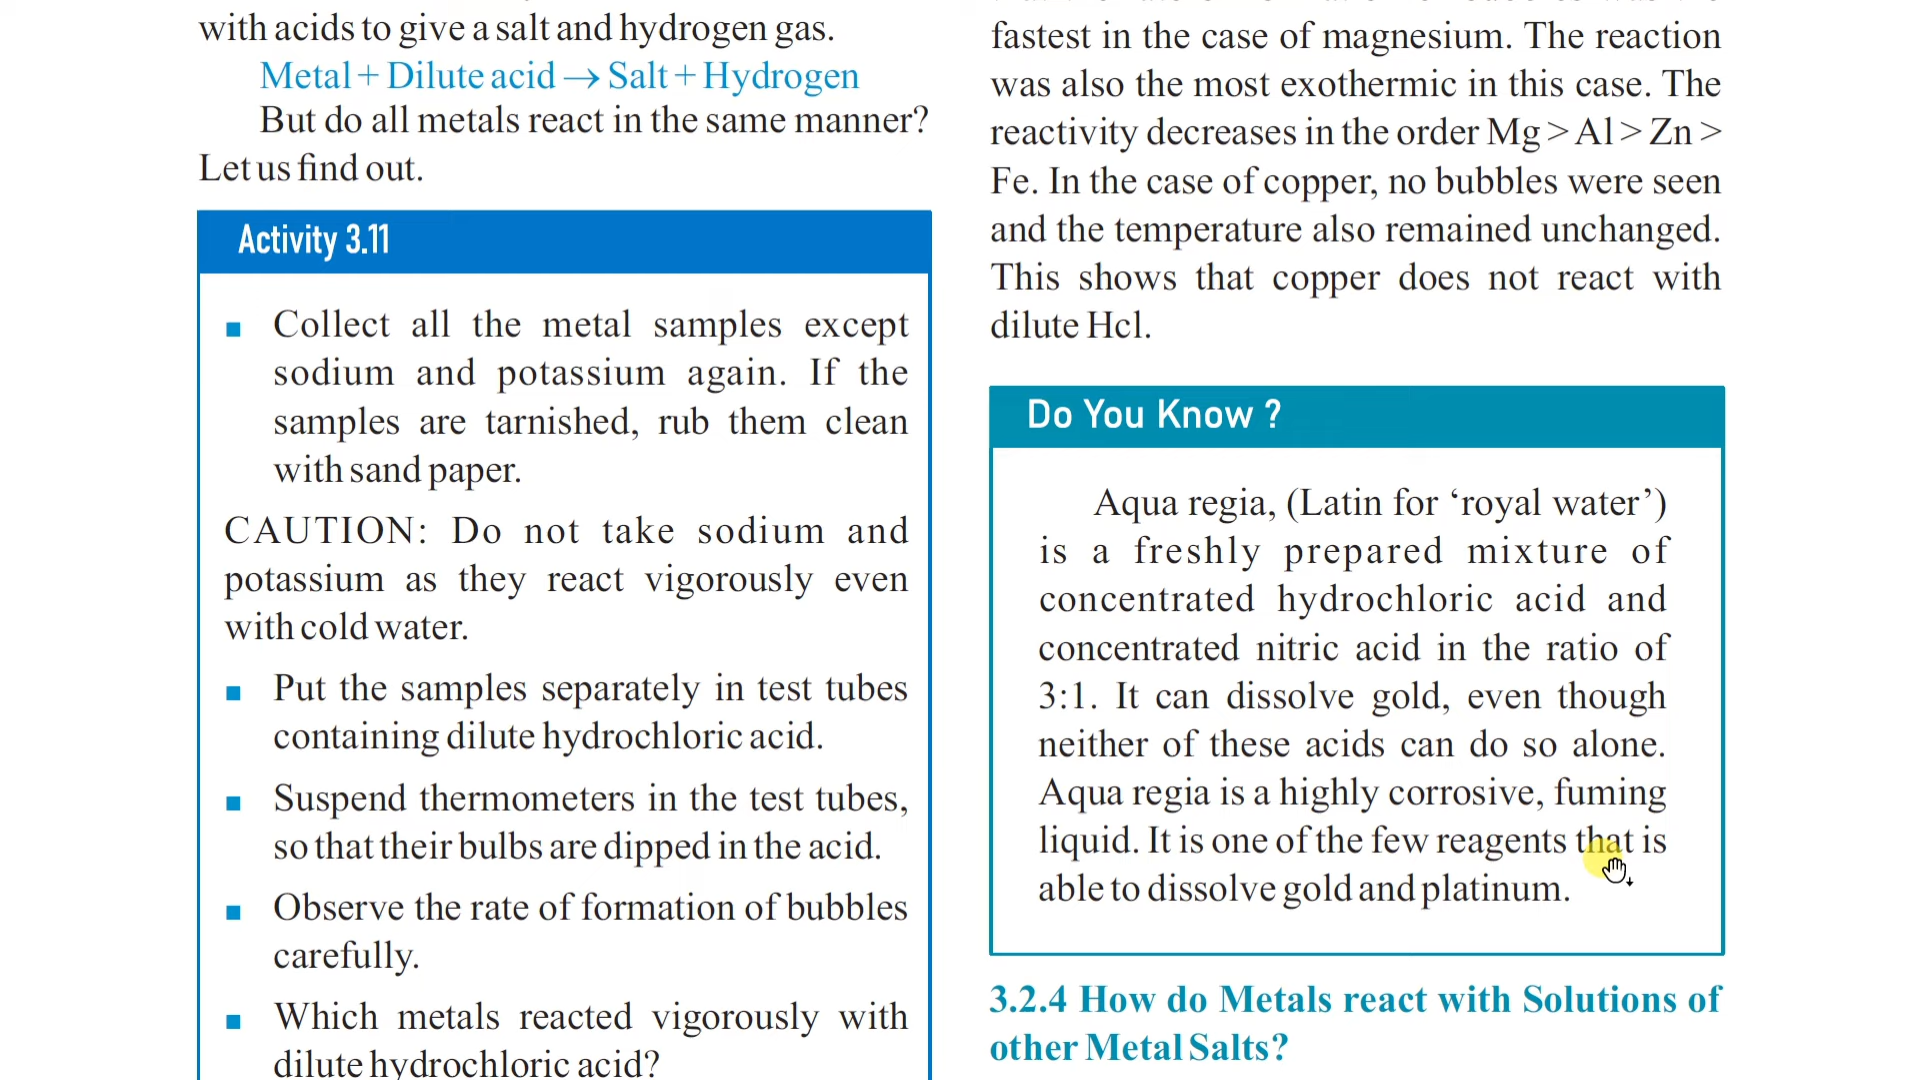 with acids to give a salt and hydrogen gas.
Metal + Dilute acid → Salt + Hydrogen
But do all metals react in the same manner?
Let us find out.
Activity 3.11
■ Collect all the metal samples except
sodium and potassium again. If the
samples are tarnished, rub them clean
with sand paper.
CAUTION: Do not take sodium and
potassium as they react vigorously even
with cold water.
■ Put the samples separately in test tubes
containing dilute hydrochloric acid.
■ Suspend thermometers in the test tubes,
so that their bulbs are dipped in the acid.
■ Observe the rate of formation of bubbles
carefully.
■ Which metals reacted vigorously with
dilute hydrochloric acid?
fastest in the case of magnesium. The reaction
was also the most exothermic in this case. The
reactivity decreases in the order Mg > Al > Zn >
Fe. In the case of copper, no bubbles were seen
and the temperature also remained unchanged.
This shows that copper does not react with
dilute Hcl.
Do You Know ?
Aqua regia, (Latin for ‘royal water’)
is a freshly prepared mixture of
concentrated hydrochloric acid and
concentrated nitric acid in the ratio of
3:1. It can dissolve gold, even though
neither of these acids can do so alone.
Aqua regia is a highly corrosive, fuming
liquid. It is one of the few reagents that is
able to dissolve gold and platinum.
3.2.4 How do Metals react with Solutions of
other Metal Salts?